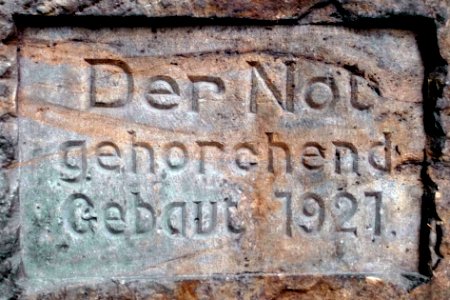 Der Not
gehorchend
Gebaut 1921.